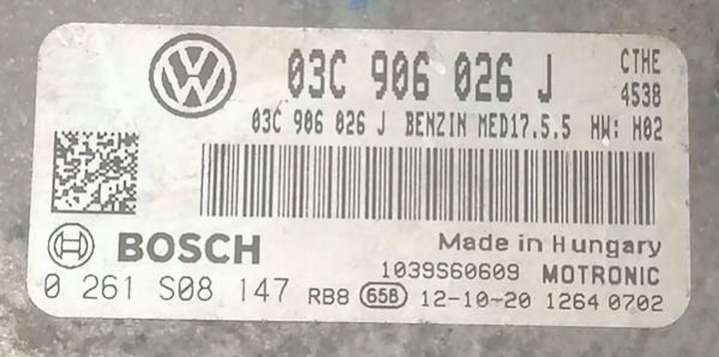 03C 906 026 J CTHE
4538
03C 906 026 J BENZIN MED17.5.5 HW: H02
BOSCH Made in Hungary
1039S60609 MOTRONIC
0 261 S08 147 RB8 65B 12-10-20 1264 0702